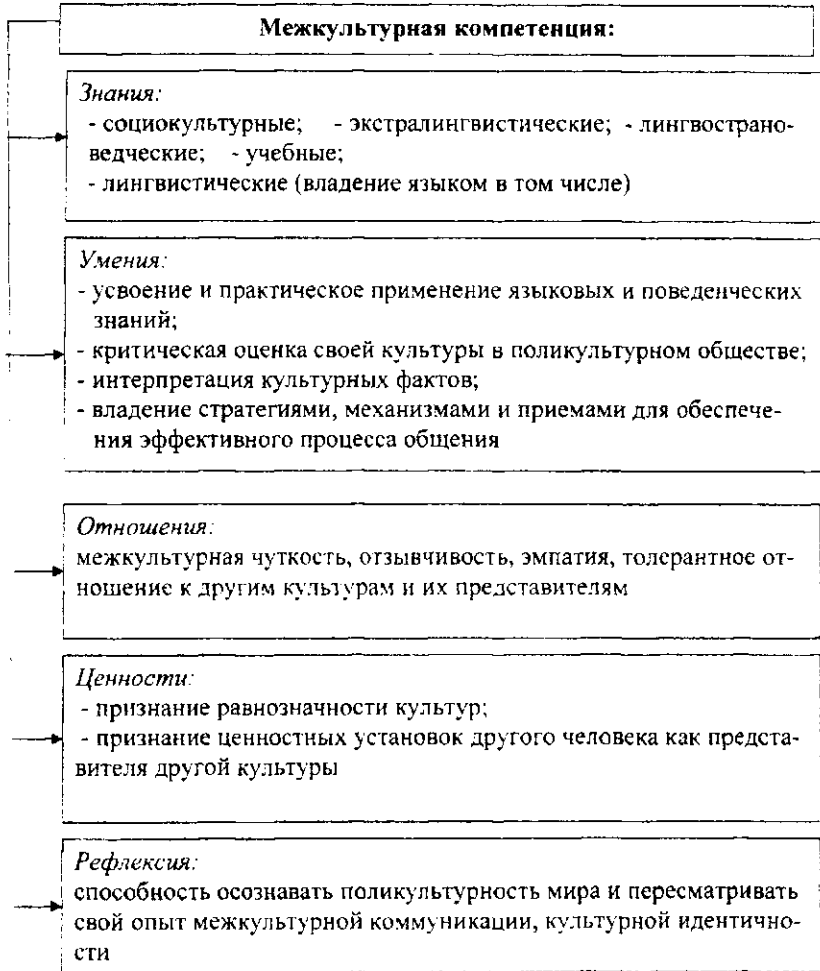 Межкультурная компетенция:
Знания:
- социокультурные; - экстралингвистические; - лингвострано-
ведческие; - учебные;
- лингвистические (владение языком в том числе)
Умения:
- усвоение и практическое применение языковых и поведенческих
знаний;
- критическая оценка своей культуры в поликультурном обществе;
- интерпретация культурных фактов;
- владение стратегиями, механизмами и приемами для обеспече-
ния эффективного процесса общения
Отношения:
межкультурная чуткость, отзывчивость, эмпатия, толерантное от-
ношение к другим культурам и их представителям
Ценности:
- признание равнозначности культур;
- признание ценностных установок другого человека как предста-
вителя другой культуры
Рефлексия:
способность осознавать поликультурность мира и пересматривать
свой опыт межкультурной коммуникации, культурной идентично-
сти